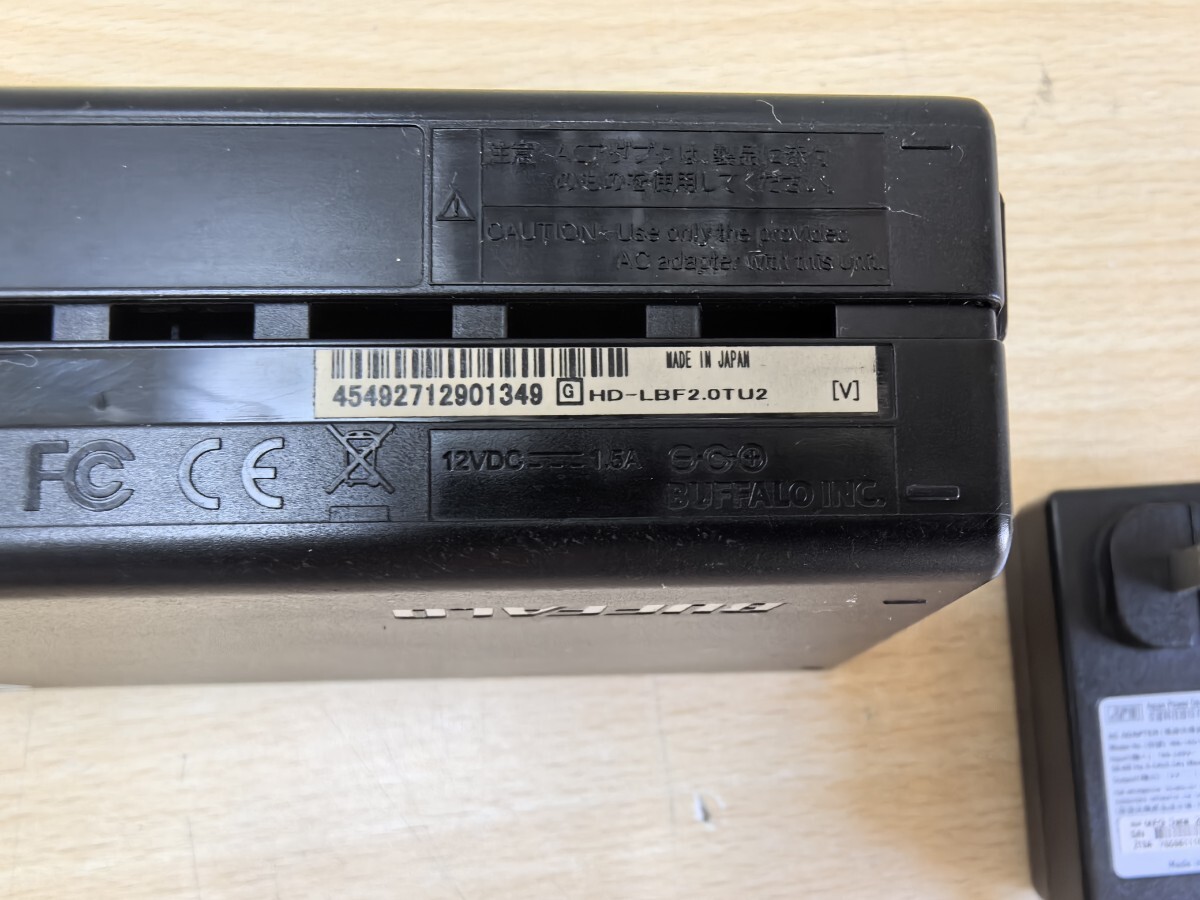 注意 - ACアダプタは、製品に添付
のものを使用してください。
CAUTION - Use only the proVided
AC adapter with this unit.
MADE IN JAPAN
45492712901349 G HD-LBF2.0TU2 [V]
FC CE
12VDC 1.5A
BUFFALO INC.
BUFFALO